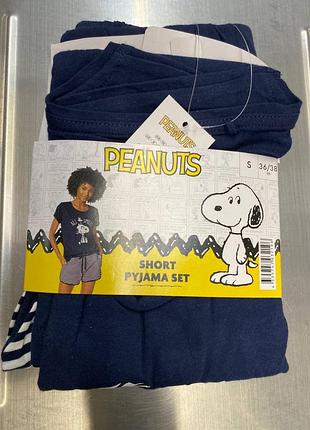 PEANUTS
PEANUTS
S 36/38
SHORT
PYJAMA SET